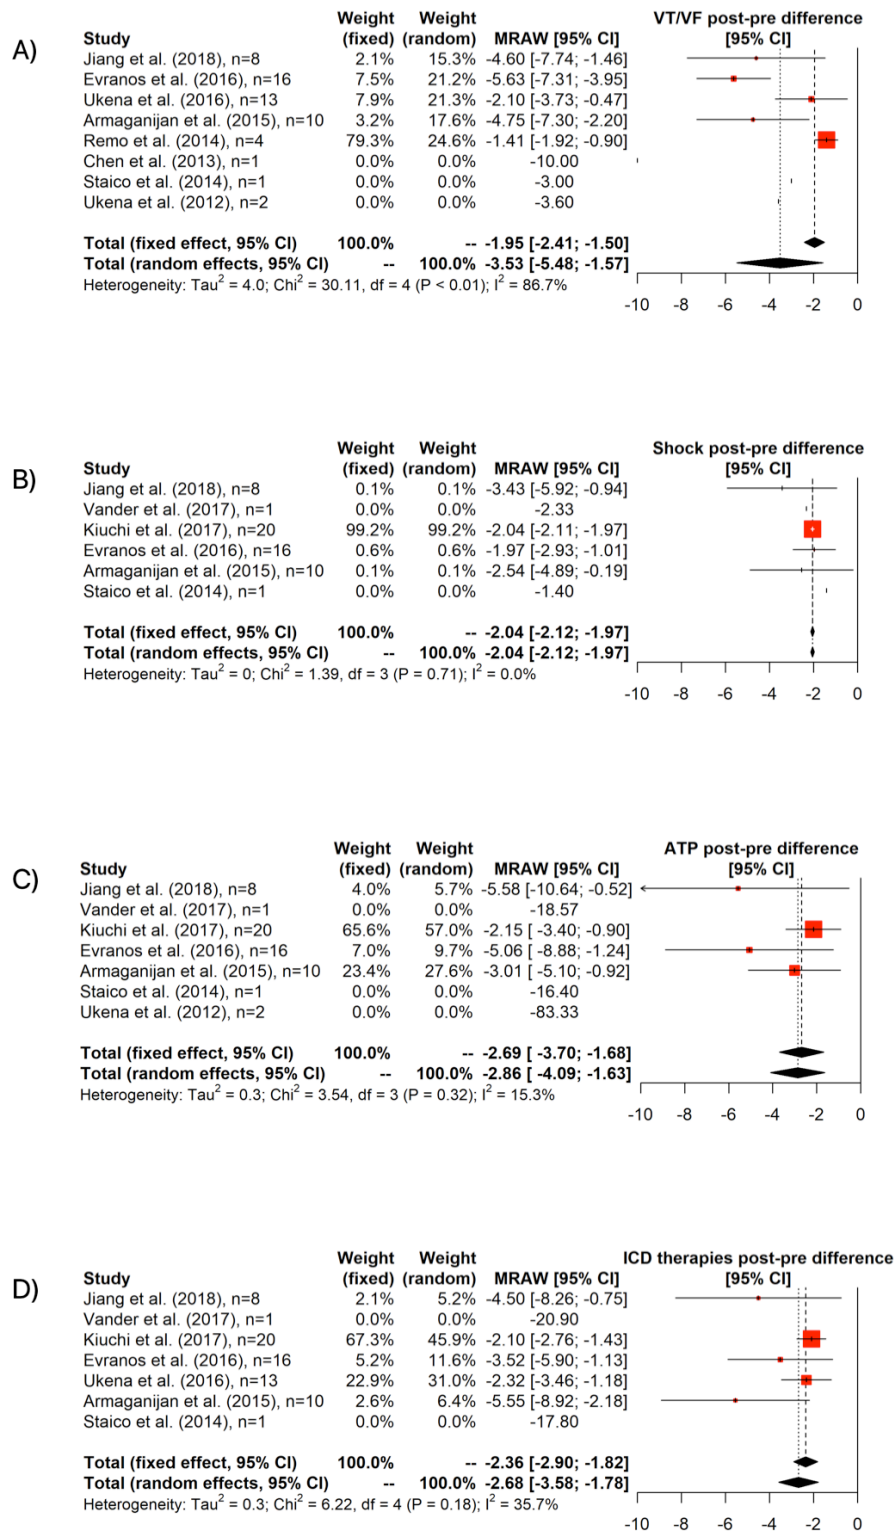 A)
Weight Weight VT/VF post-pre difference
Study (fixed) (random) MRAW [95% CI] [95% CI]
Jiang et al. (2018), n=8 2.1% 15.3% -4.60 [-7.74; -1.46]
Evranos et al. (2016), n=16 7.5% 21.2% -5.63 [-7.31; -3.95]
Ukena et al. (2016), n=13 7.9% 21.3% -2.10 [-3.73; -0.47]
Armaganijan et al. (2015), n=10 3.2% 17.6% -4.75 [-7.30; -2.20]
Remo et al. (2014), n=4 79.3% 24.6% -1.41 [-1.92; -0.90]
Chen et al. (2013), n=1 0.0% 0.0% -10.00
Staico et al. (2014), n=1 0.0% 0.0% -3.00
Ukena et al. (2012), n=2 0.0% 0.0% -3.60
Total (fixed effect, 95% CI) 100.0% -- -1.95 [-2.41; -1.50]
Total (random effects, 95% CI) -- 100.0% -3.53 [-5.48; -1.57]
Heterogeneity: Tau² = 4.0; Chi² = 30.11, df = 4 (P < 0.01); I² = 86.7%
-10 -8 -6 -4 -2 0
B)
Weight Weight Shock post-pre difference
Study (fixed) (random) MRAW [95% CI] [95% CI]
Jiang et al. (2018), n=8 0.1% 0.1% -3.43 [-5.92; -0.94]
Vander et al. (2017), n=1 0.0% 0.0% -2.33
Kiuchi et al. (2017), n=20 99.2% 99.2% -2.04 [-2.11; -1.97]
Evranos et al. (2016), n=16 0.6% 0.6% -1.97 [-2.93; -1.01]
Armaganijan et al. (2015), n=10 0.1% 0.1% -2.54 [-4.89; -0.19]
Staico et al. (2014), n=1 0.0% 0.0% -1.40
Total (fixed effect, 95% CI) 100.0% -- -2.04 [-2.12; -1.97]
Total (random effects, 95% CI) -- 100.0% -2.04 [-2.12; -1.97]
Heterogeneity: Tau² = 0; Chi² = 1.39, df = 3 (P = 0.71); I² = 0.0%
-10 -8 -6 -4 -2 0
C)
Weight Weight ATP post-pre difference
Study (fixed) (random) MRAW [95% CI] [95% CI]
Jiang et al. (2018), n=8 4.0% 5.7% -5.58 [-10.64; -0.52]
Vander et al. (2017), n=1 0.0% 0.0% -18.57
Kiuchi et al. (2017), n=20 65.6% 57.0% -2.15 [ -3.40; -0.90]
Evranos et al. (2016), n=16 7.0% 9.7% -5.06 [ -8.88; -1.24]
Armaganijan et al. (2015), n=10 23.4% 27.6% -3.01 [ -5.10; -0.92]
Staico et al. (2014), n=1 0.0% 0.0% -16.40
Ukena et al. (2012), n=2 0.0% 0.0% -83.33
Total (fixed effect, 95% CI) 100.0% -- -2.69 [ -3.70; -1.68]
Total (random effects, 95% CI) -- 100.0% -2.86 [ -4.09; -1.63]
Heterogeneity: Tau² = 0.3; Chi² = 3.54, df = 3 (P = 0.32); I² = 15.3%
-10 -8 -6 -4 -2 0
D)
Weight Weight ICD therapies post-pre difference
Study (fixed) (random) MRAW [95% CI] [95% CI]
Jiang et al. (2018), n=8 2.1% 5.2% -4.50 [-8.26; -0.75]
Vander et al. (2017), n=1 0.0% 0.0% -20.90
Kiuchi et al. (2017), n=20 67.3% 45.9% -2.10 [-2.76; -1.43]
Evranos et al. (2016), n=16 5.2% 11.6% -3.52 [-5.90; -1.13]
Ukena et al. (2016), n=13 22.9% 31.0% -2.32 [-3.46; -1.18]
Armaganijan et al. (2015), n=10 2.6% 6.4% -5.55 [-8.92; -2.18]
Staico et al. (2014), n=1 0.0% 0.0% -17.80
Total (fixed effect, 95% CI) 100.0% -- -2.36 [-2.90; -1.82]
Total (random effects, 95% CI) -- 100.0% -2.68 [-3.58; -1.78]
Heterogeneity: Tau² = 0.3; Chi² = 6.22, df = 4 (P = 0.18); I² = 35.7%
-10 -8 -6 -4 -2 0